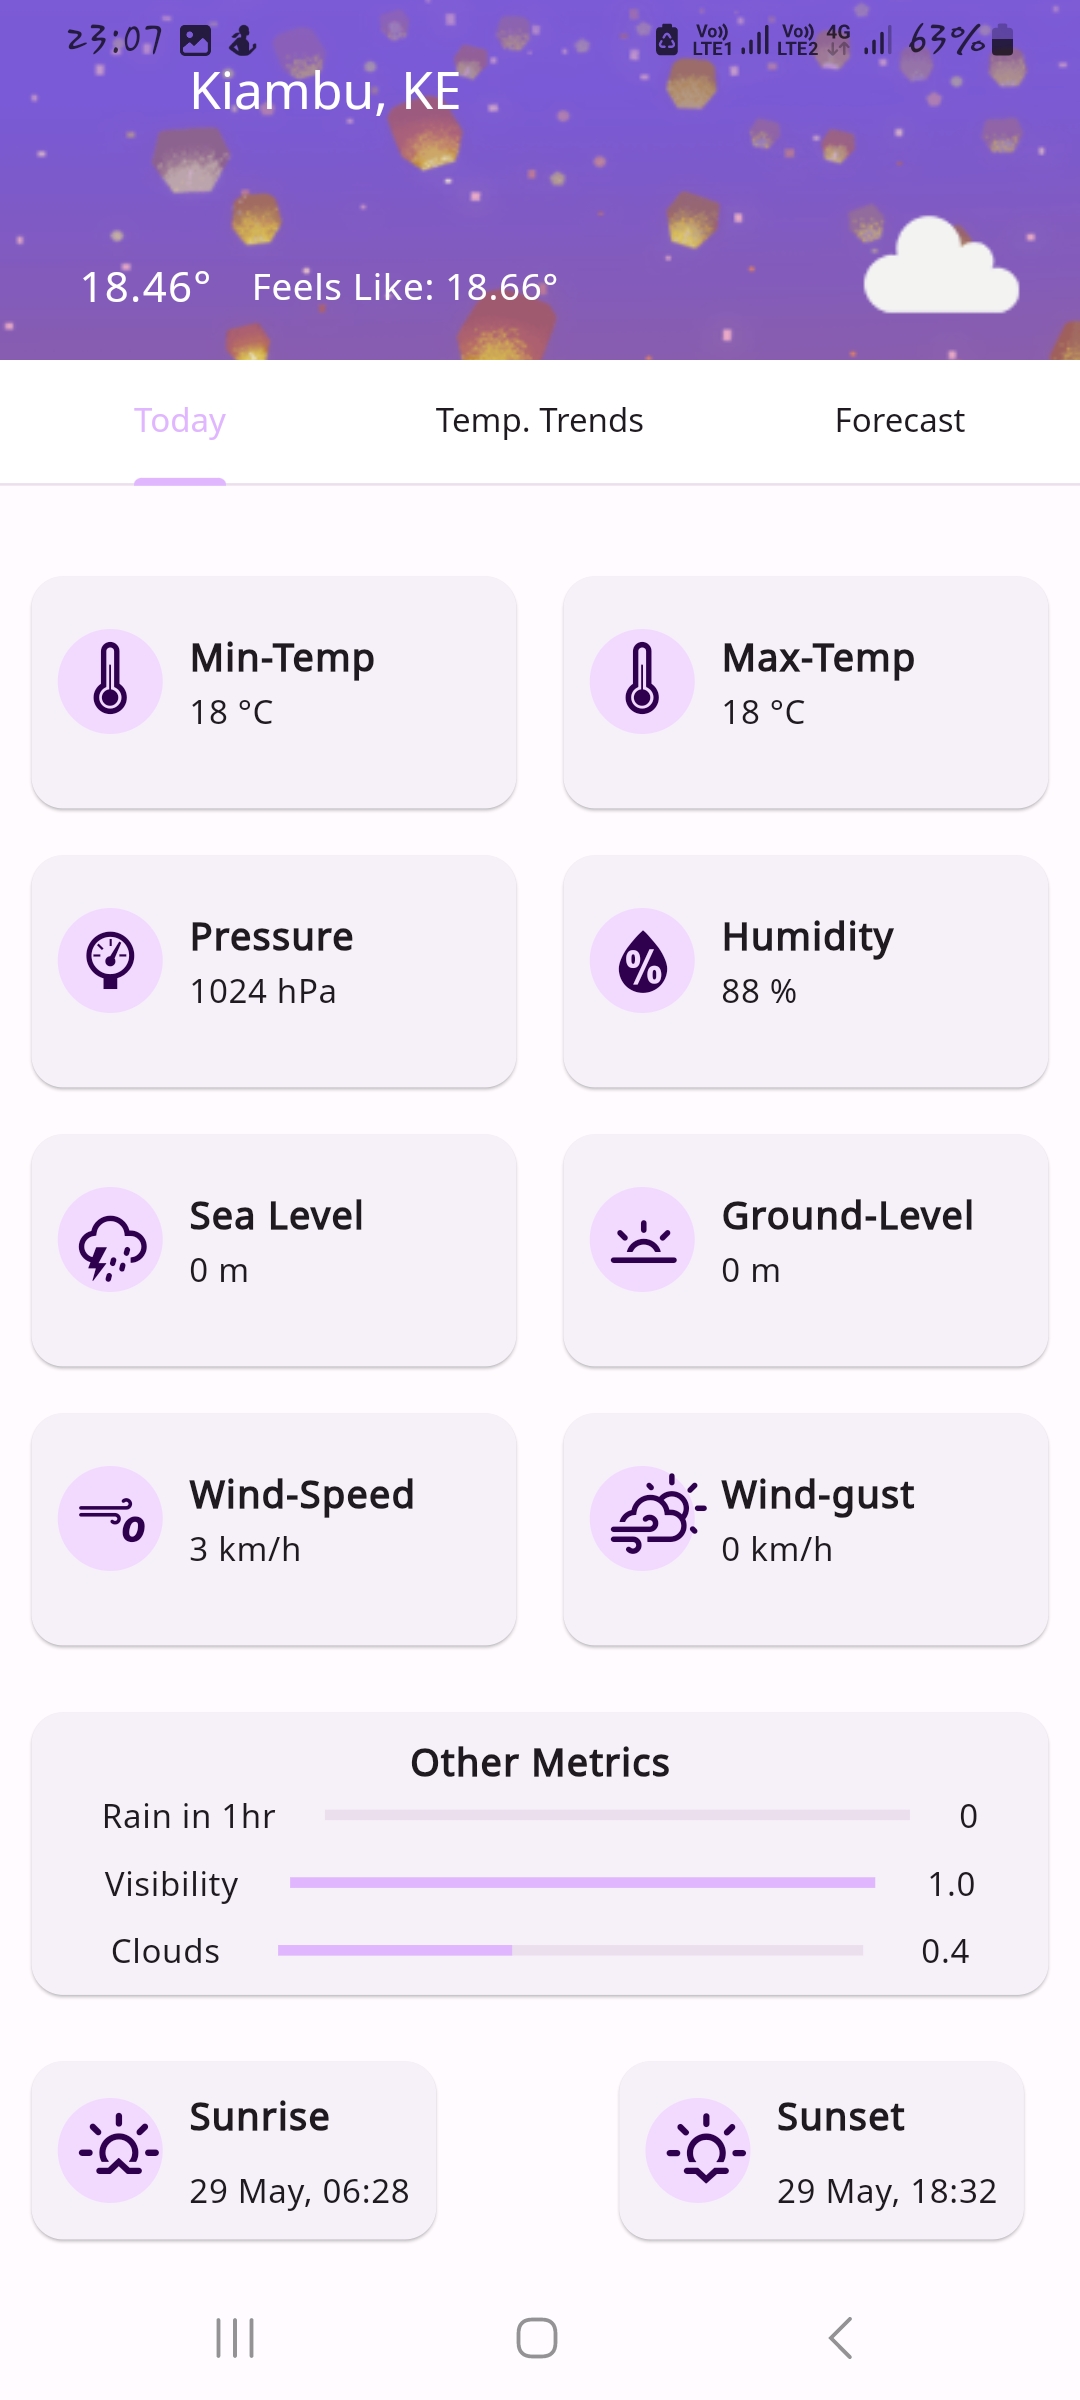 23:07 Vo)) LTE1 Vo)) LTE2 4G 63%
Kiambu, KE
18.46° Feels Like: 18.66°
Today Temp. Trends Forecast
Min-Temp
18 °C
Max-Temp
18 °C
Pressure
1024 hPa
Humidity
88 %
Sea Level
0 m
Ground-Level
0 m
Wind-Speed
3 km/h
Wind-gust
0 km/h
Other Metrics
Rain in 1hr 0
Visibility 1.0
Clouds 0.4
Sunrise
29 May, 06:28
Sunset
29 May, 18:32